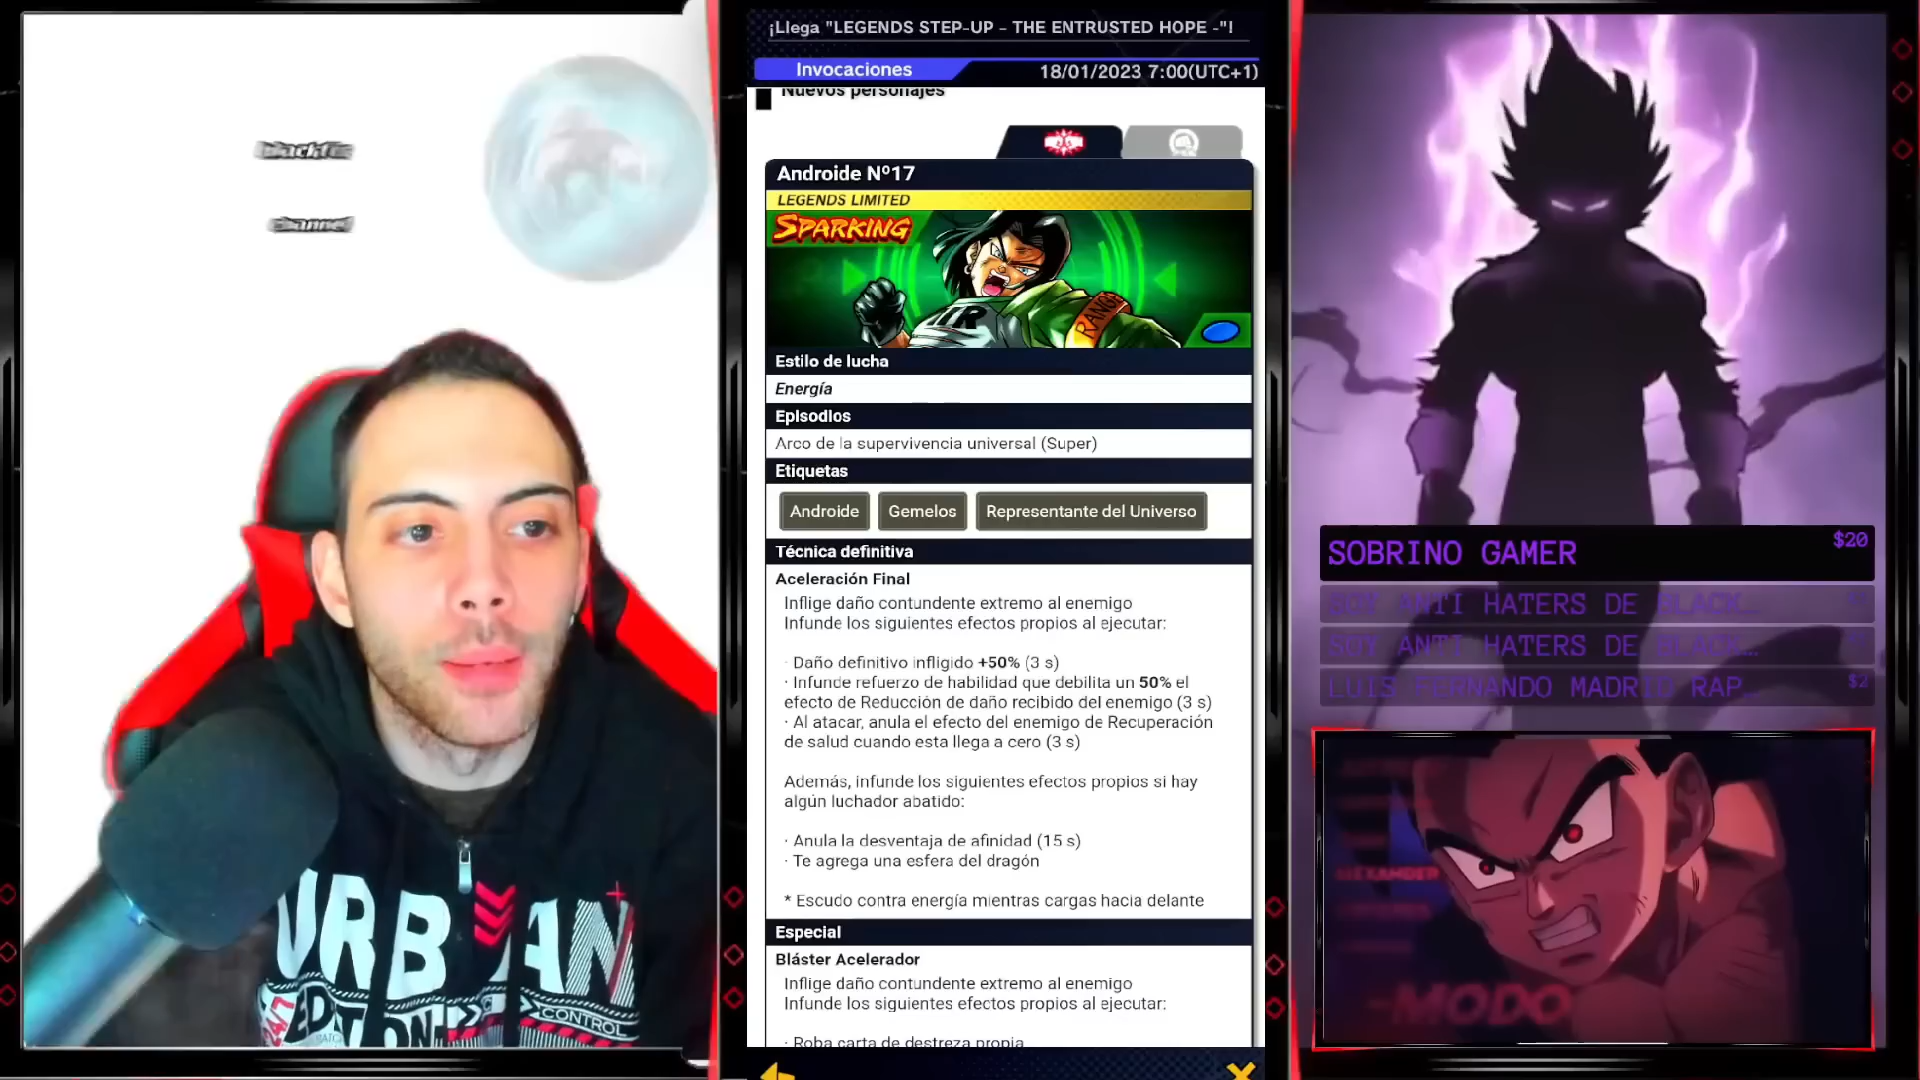 ¡Llega "LEGENDS STEP-UP - THE ENTRUSTED HOPE -"!
Invocaciones
18/01/2023 7:00(UTC+1)
Nuevos personajes
Androide Nº17
LEGENDS LIMITED
SPARKING
RANGER
Estilo de lucha
Energía
Episodios
Arco de la supervivencia universal (Super)
Etiquetas
Androide
Gemelos
Representante del Universo
Técnica definitiva
Aceleración Final
Inflige daño contundente extremo al enemigo
Infunde los siguientes efectos propios al ejecutar:
· Daño definitivo infligido +50% (3 s)
· Infunde refuerzo de habilidad que debilita un 50% el
efecto de Reducción de daño recibido del enemigo (3 s)
· Al atacar, anula el efecto del enemigo de Recuperación
de salud cuando esta llega a cero (3 s)
Además, infunde los siguientes efectos propios si hay
algún luchador abatido:
· Anula la desventaja de afinidad (15 s)
· Te agrega una esfera del dragón
* Escudo contra energía mientras cargas hacia delante
Especial
Bláster Acelerador
Inflige daño contundente extremo al enemigo
Infunde los siguientes efectos propios al ejecutar:
· Roba carta de destreza propia
channel
URBAN
EDITION
CONTROL
SOBRINO GAMER
$20
SOY ANTI HATERS DE BLACK...
SOY ANTI HATERS DE BLACK...
LUIS FERNANDO MADRID RAP...
$2
ALEXANDER
-MODO